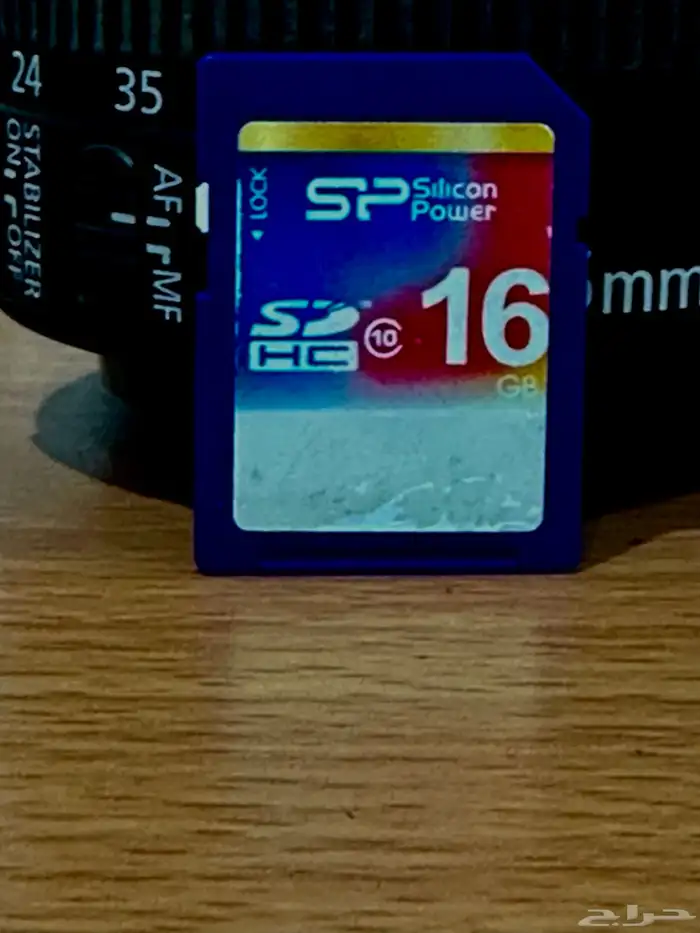 24
35
STABILIZER
ON
OFF
AF
MF
LOCK
SP Silicon
Power
SD
HC
10
16
GB
mm
حراج